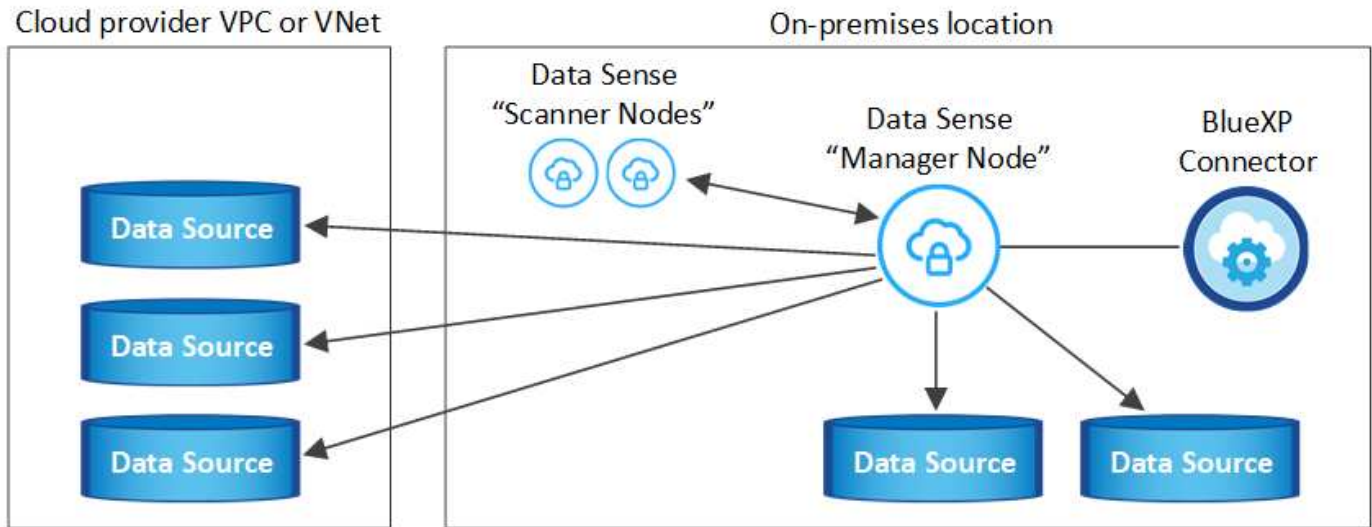 Cloud provider VPC or VNet
On-premises location
Data Sense
“Scanner Nodes”
Data Sense
“Manager Node”
BlueXP
Connector
Data Source
Data Source
Data Source
Data Source
Data Source